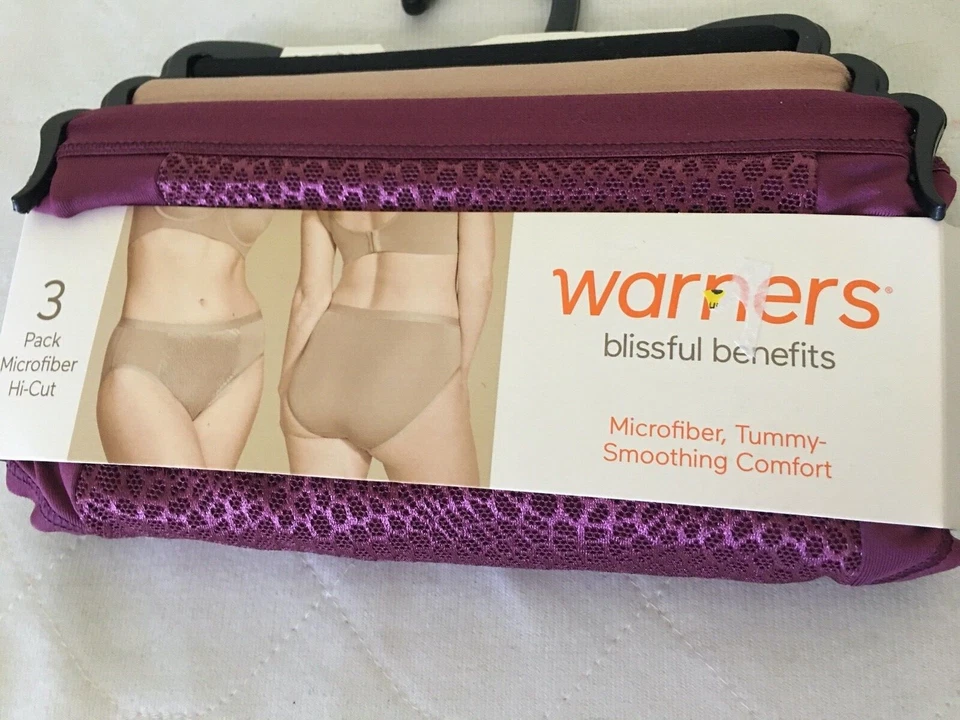 3
Pack
Microfiber
Hi-Cut
warners®
blissful benefits
Microfiber, Tummy-
Smoothing Comfort